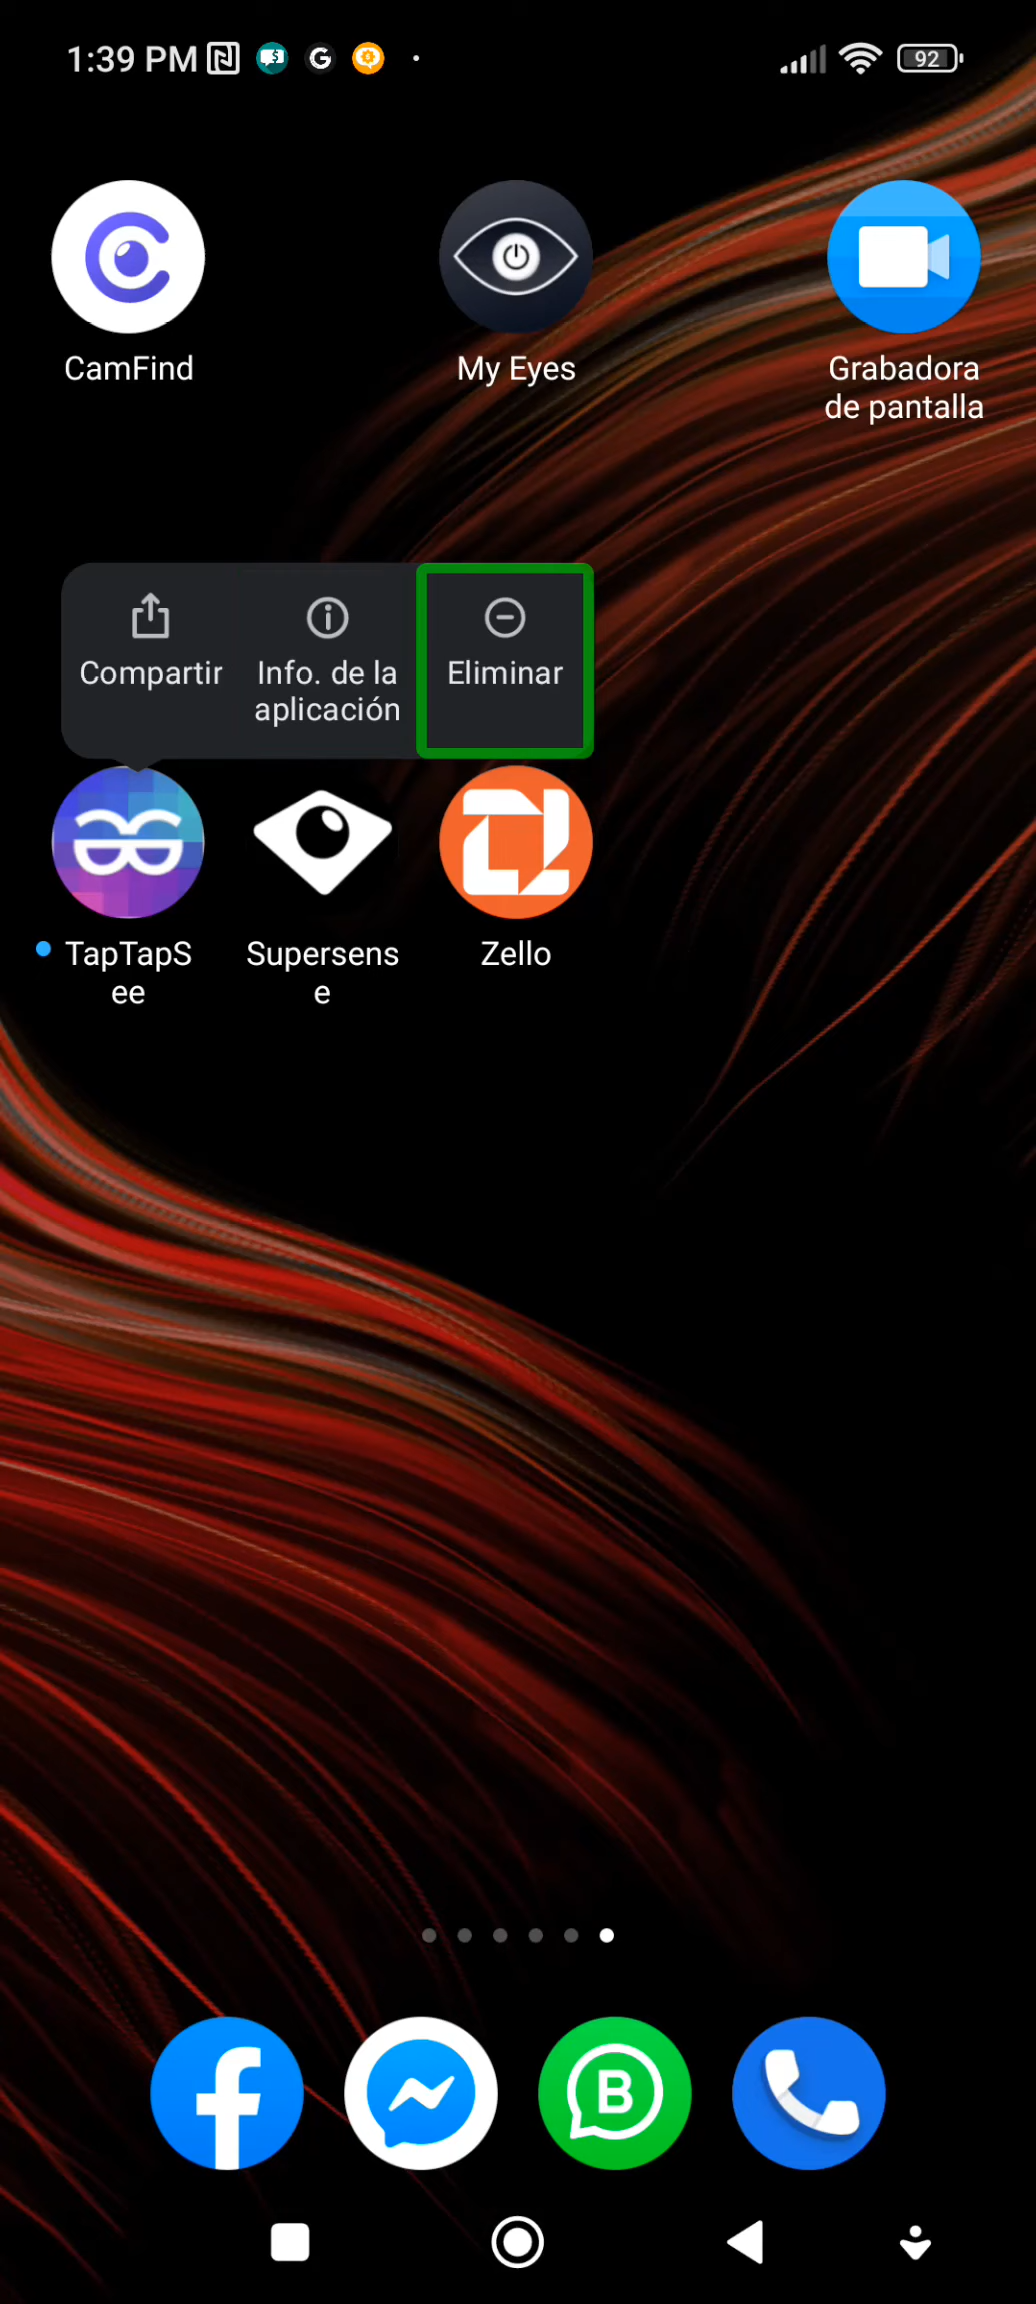 1:39 PM
92
CamFind
My Eyes
Grabadora
de pantalla
Compartir
Info. de la
aplicación
Eliminar
TapTapS
ee
Supersens
e
Zello